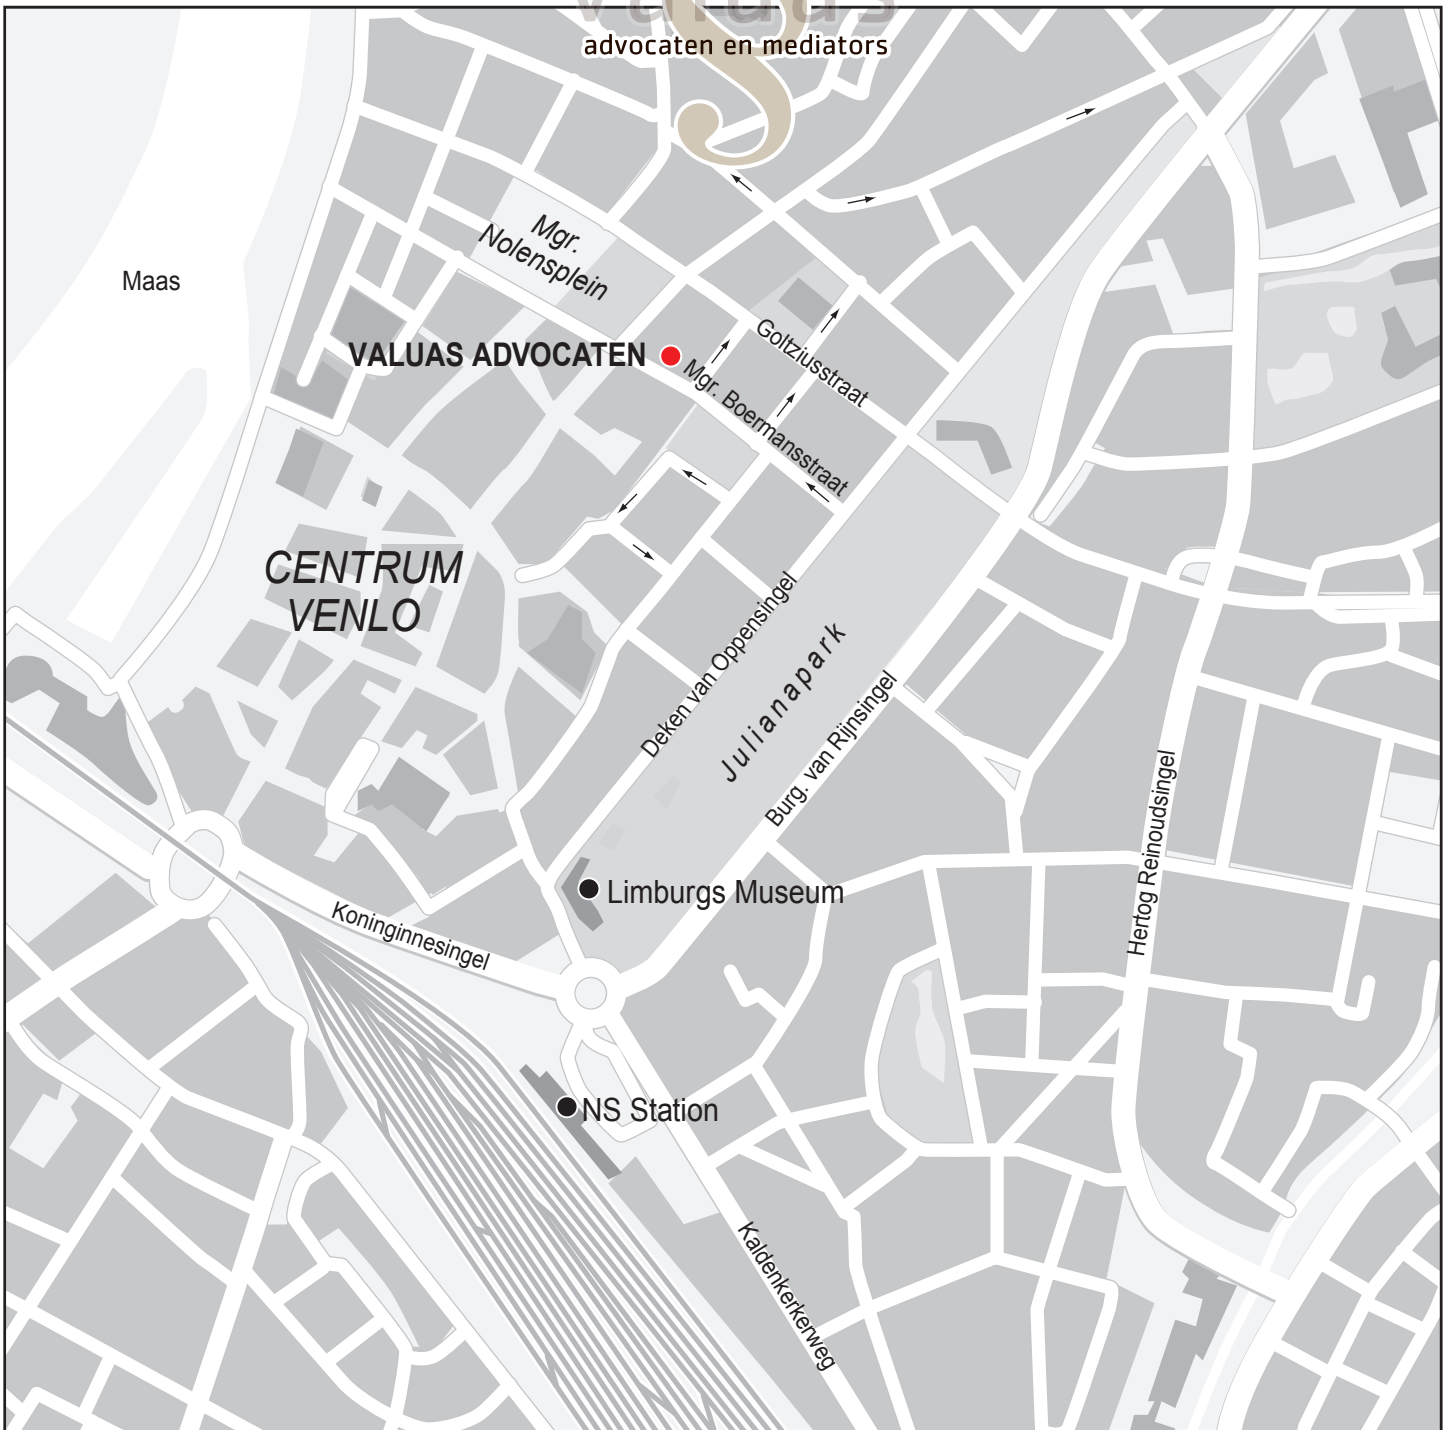 valuas
advocaten en mediators
Mgr.
Nolensplein
Maas
VALUAS ADVOCATEN
Goltziusstraat
Mgr. Boermansstraat
CENTRUM
VENLO
Deken van Oppensingel
Julianapark
Burg. van Rijnsingel
Hertog Reinoudsingel
Limburgs Museum
Koninginnesingel
NS Station
Kaldenkerkerweg